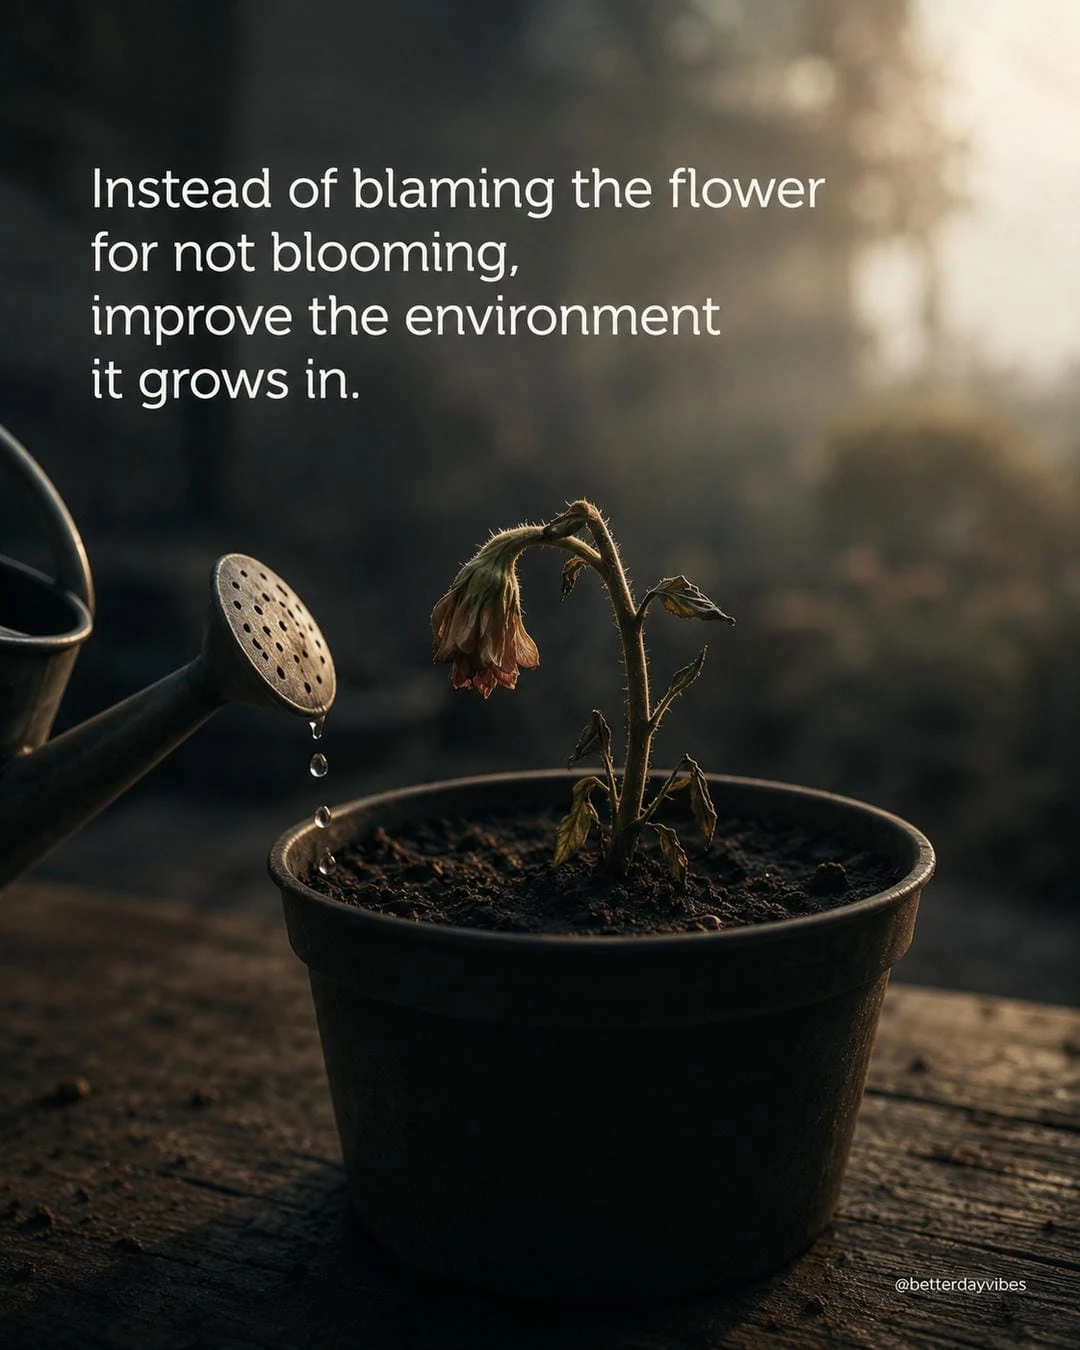 Instead of blaming the flower
for not blooming,
improve the environment
it grows in.
@betterdayvibes